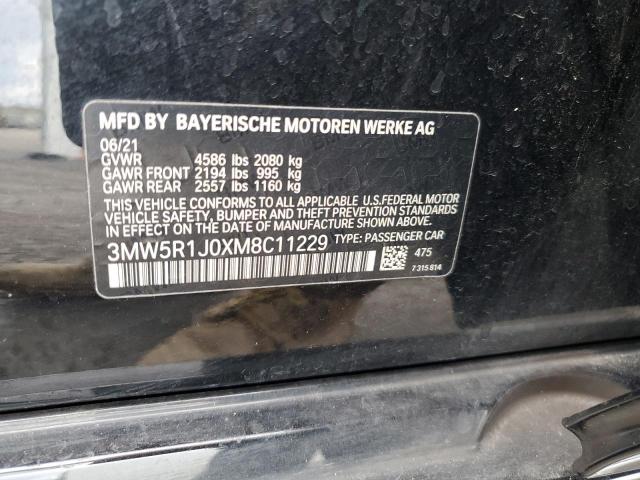 MFD BY BAYERISCHE MOTOREN WERKE AG
06/21
GVWR 4586 lbs 2080 kg
GAWR FRONT 2194 lbs 995 kg
GAWR REAR 2557 lbs 1160 kg
THIS VEHICLE CONFORMS TO ALL APPLICABLE U.S.FEDERAL MOTOR
VEHICLE SAFETY, BUMPER AND THEFT PREVENTION STANDARDS
IN EFFECT ON THE DATE OF MANUFACTURE SHOWN ABOVE.
3MW5R1J0XM8C11229 TYPE: PASSENGER CAR
475
7 315 814